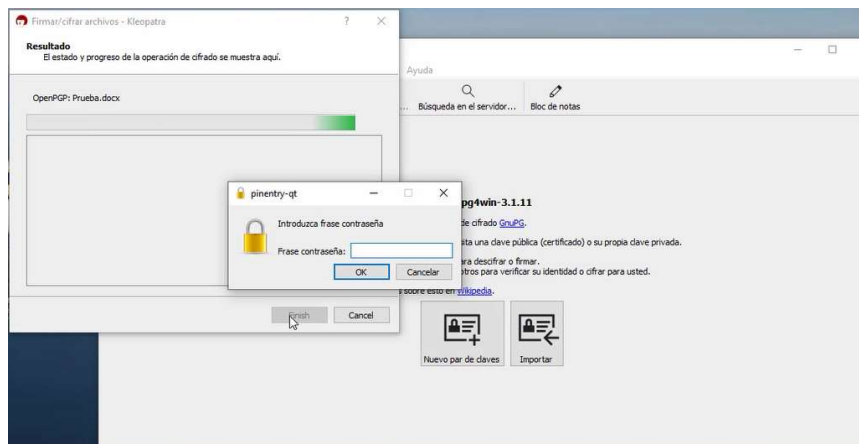 Firmar/cifrar archivos - Kleopatra
Resultado
El estado y progreso de la operación de cifrado se muestra aquí.
OpenPGP: Prueba.docx
Finish
Cancel
pinentry-qt
Introduzca frase contraseña
Frase contraseña:
OK
Cancelar
Ayuda
... Búsqueda en el servidor... Bloc de notas
pg4win-3.1.11
de cifrado GnuPG.
sita una clave pública (certificado) o su propia clave privada.
ara descifrar o firmar.
otros para verificar su identidad o cifrar para usted.
s sobre esto en Wikipedia.
Nuevo par de claves
Importar